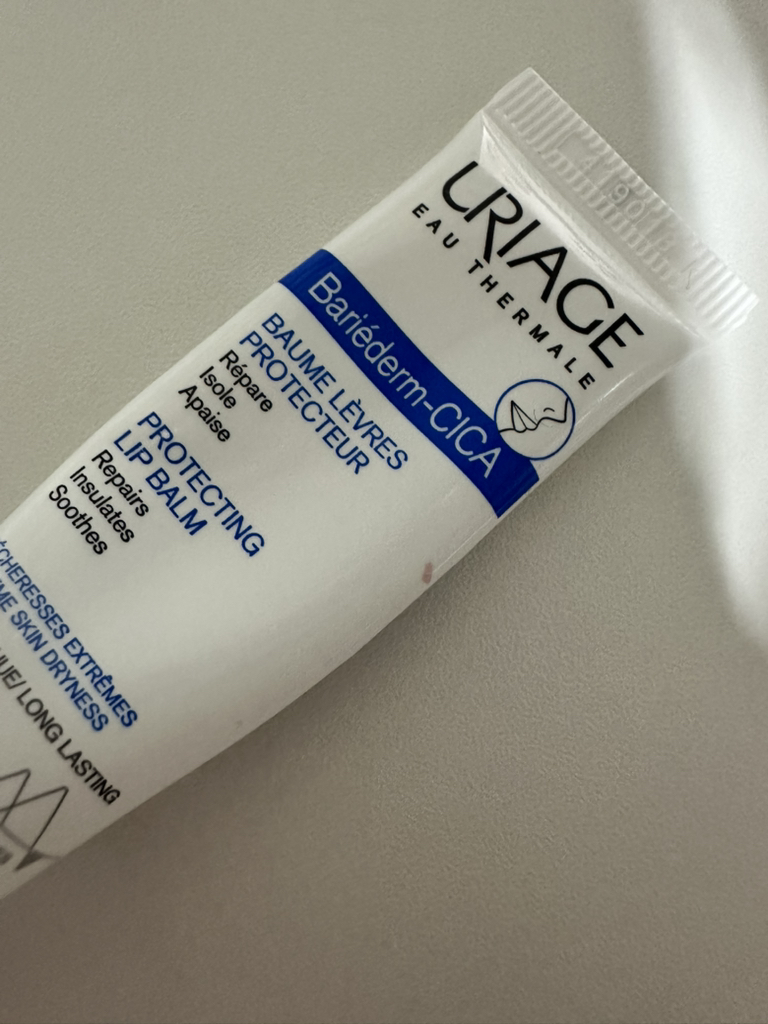 URIAGE
EAU THERMALE
Bariéderm-CICA
BAUME LÈVRES
PROTECTEUR
Répare
Isole
Apaise
PROTECTING
LIP BALM
Repairs
Insulates
Soothes
EXTRÊMES
SKIN DRYNESS
LONG LASTING